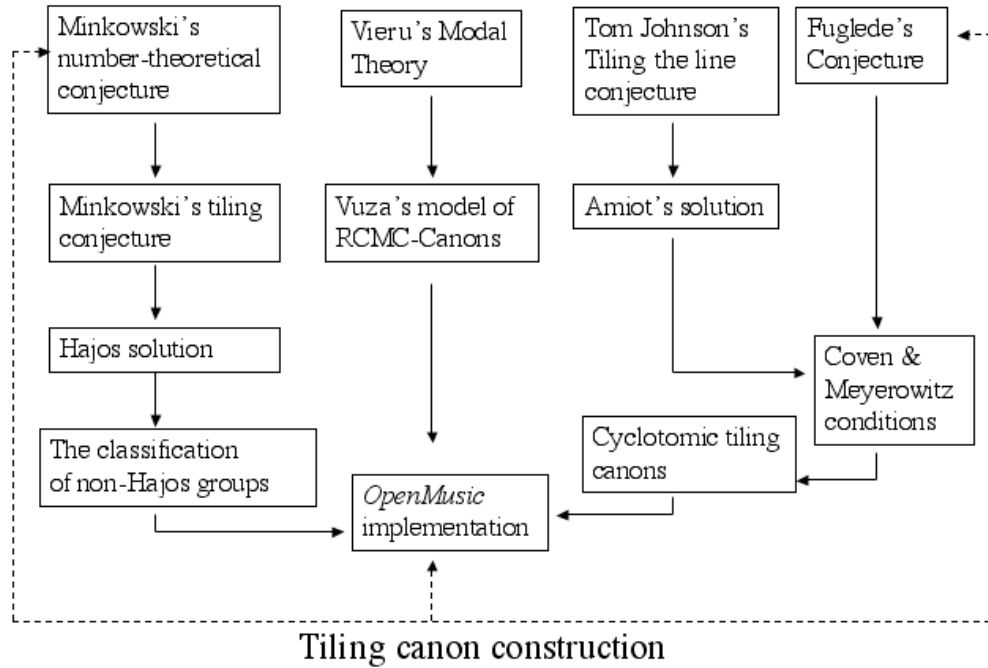 Minkowski's
number-theoretical
conjecture
Vieru's Modal
Theory
Tom Johnson's
Tiling the line
conjecture
Fuglede's
Conjecture
Minkowski's tiling
conjecture
Vuza's model of
RCMC-Canons
Amiot's solution
Hajos solution
Coven &
Meyerowitz
conditions
The classification
of non-Hajos groups
Cyclotomic tiling
canons
OpenMusic
implementation
Tiling canon construction